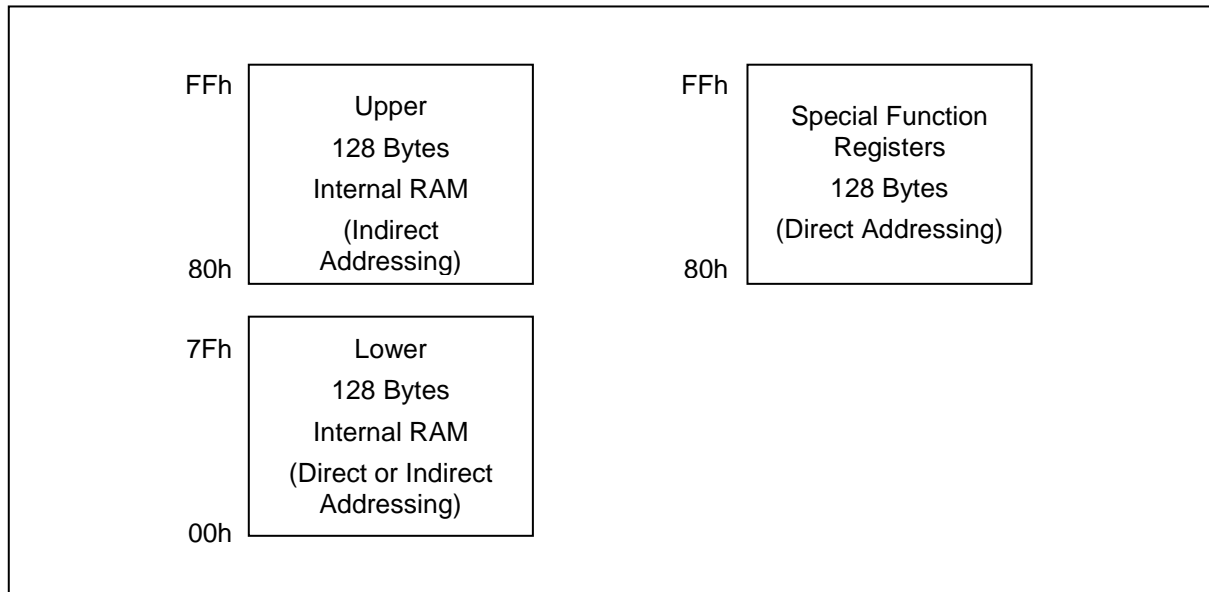 FFh
Upper
128 Bytes
Internal RAM
(Indirect
Addressing)
80h
FFh
Special Function
Registers
128 Bytes
(Direct Addressing)
80h
7Fh
Lower
128 Bytes
Internal RAM
(Direct or Indirect
Addressing)
00h